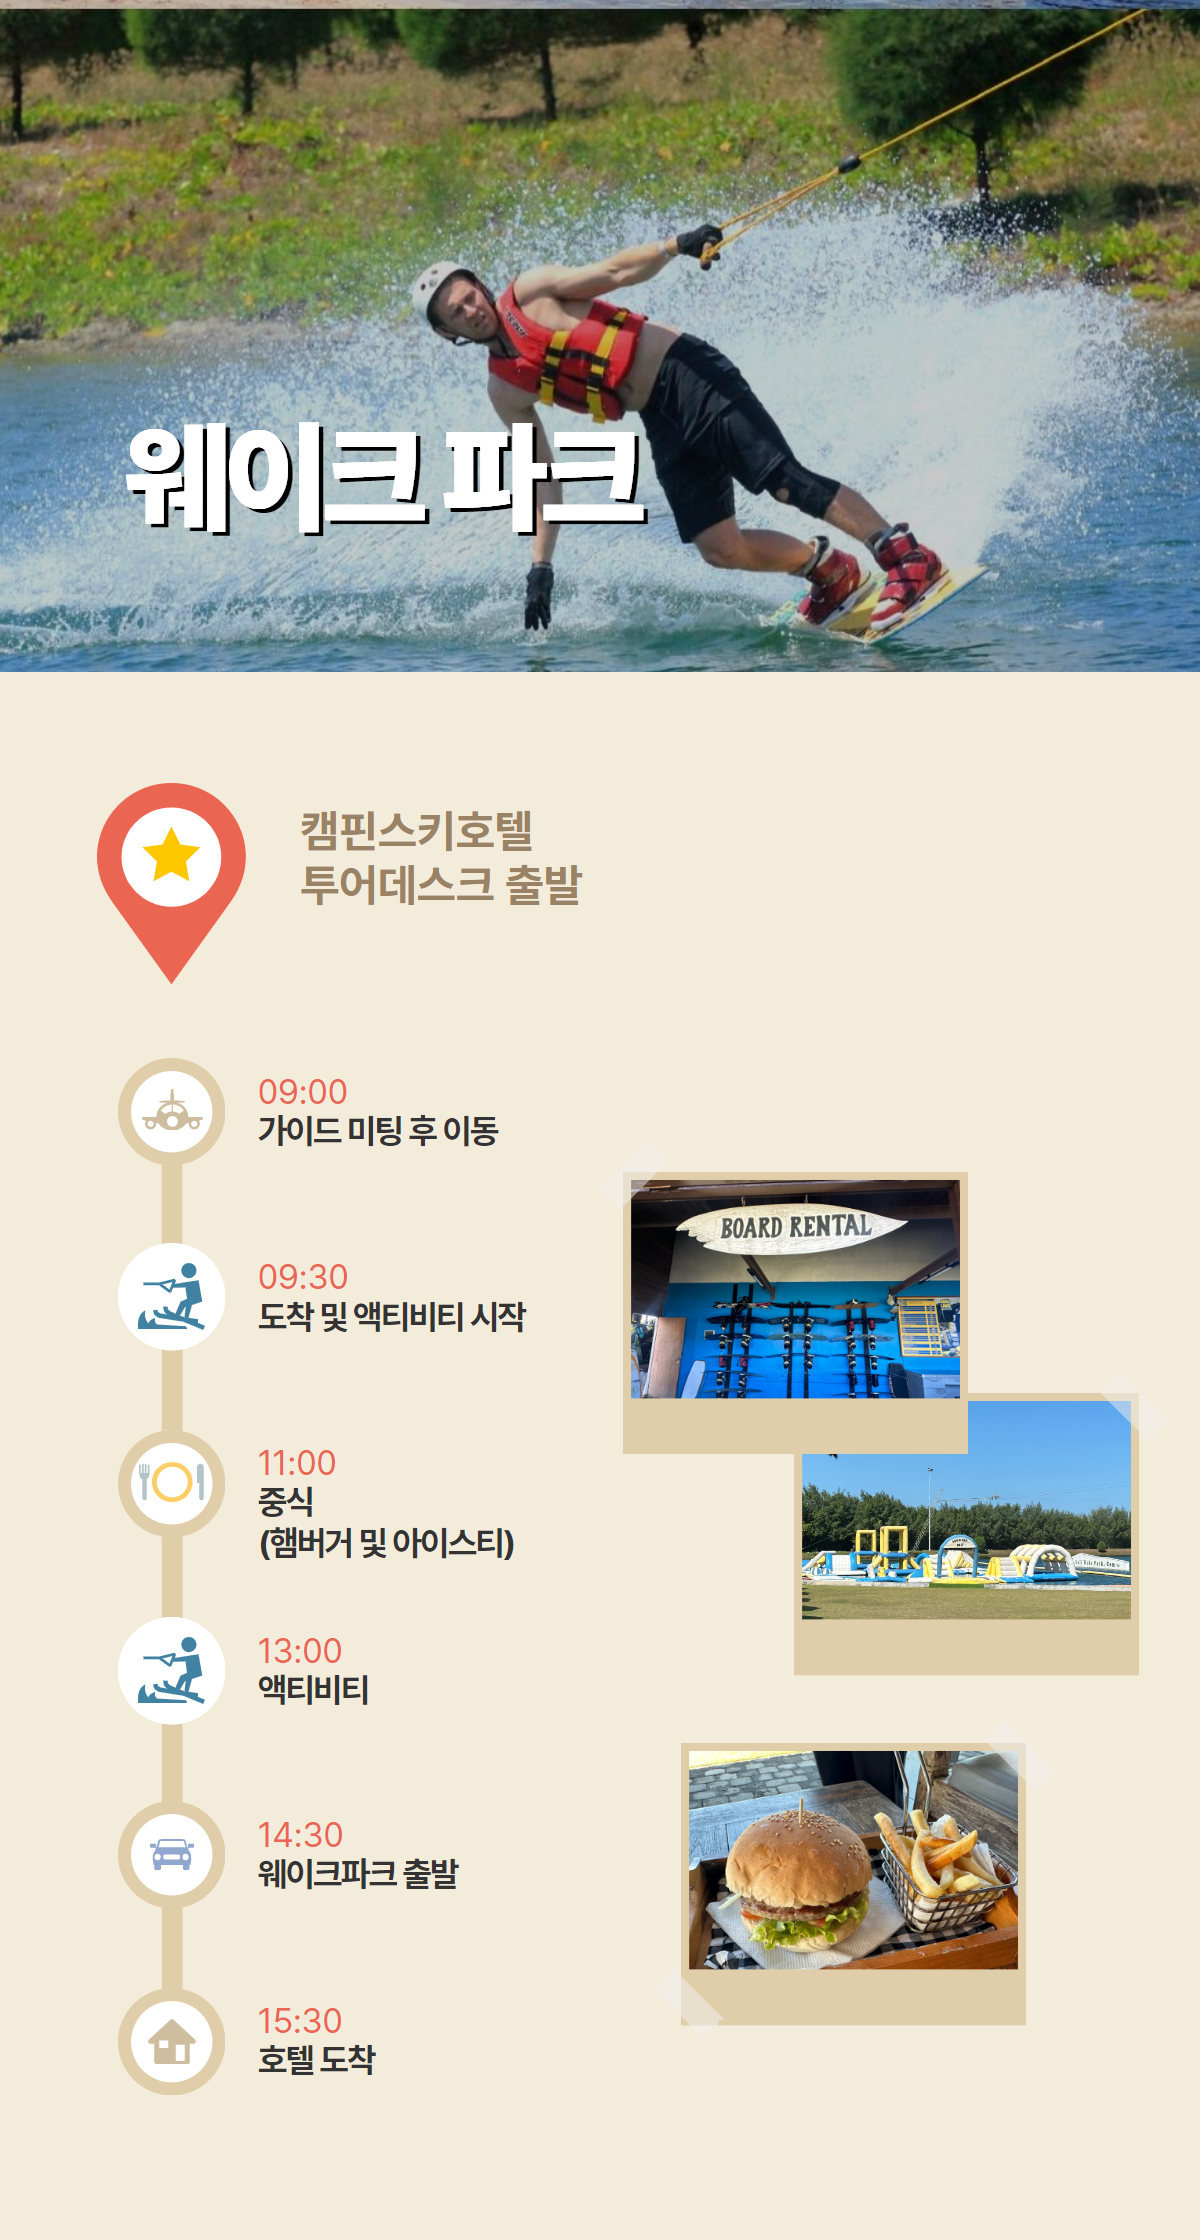 웨이크 파크
캠핀스키호텔
투어데스크 출발
09:00
가이드 미팅 후 이동
09:30
도착 및 액티비티 시작
BOARD RENTAL
11:00
중식
(햄버거 및 아이스티)
13:00
액티비티
14:30
웨이크파크 출발
15:30
호텔 도착